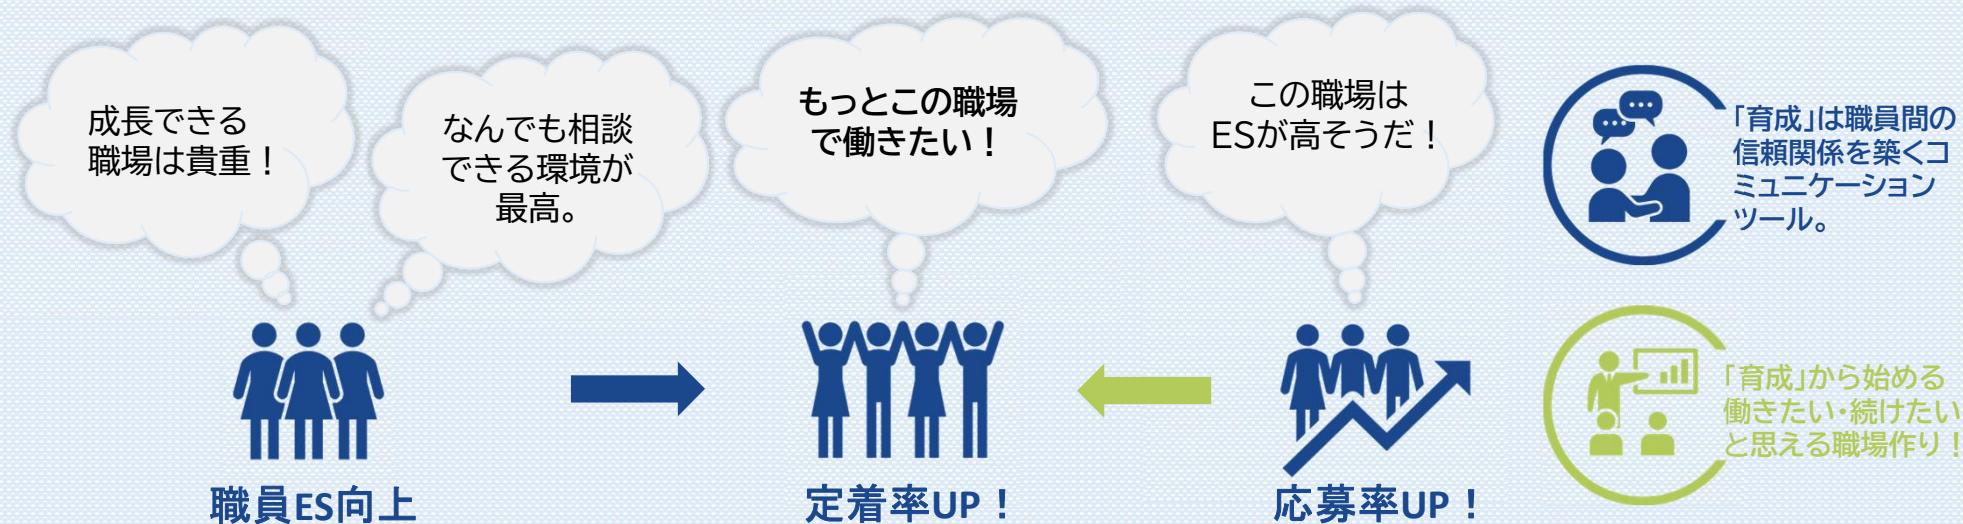 成長できる
職場は貴重！
なんでも相談
できる環境が
最高。
もっとこの職場
で働きたい！
この職場は
ESが高そうだ！
「育成」は職員間の
信頼関係を築くコ
ミュニケーション
ツール。
「育成」から始める
働きたい・続けたい
と思える職場作り！
職員ES向上
定着率UP！
応募率UP！